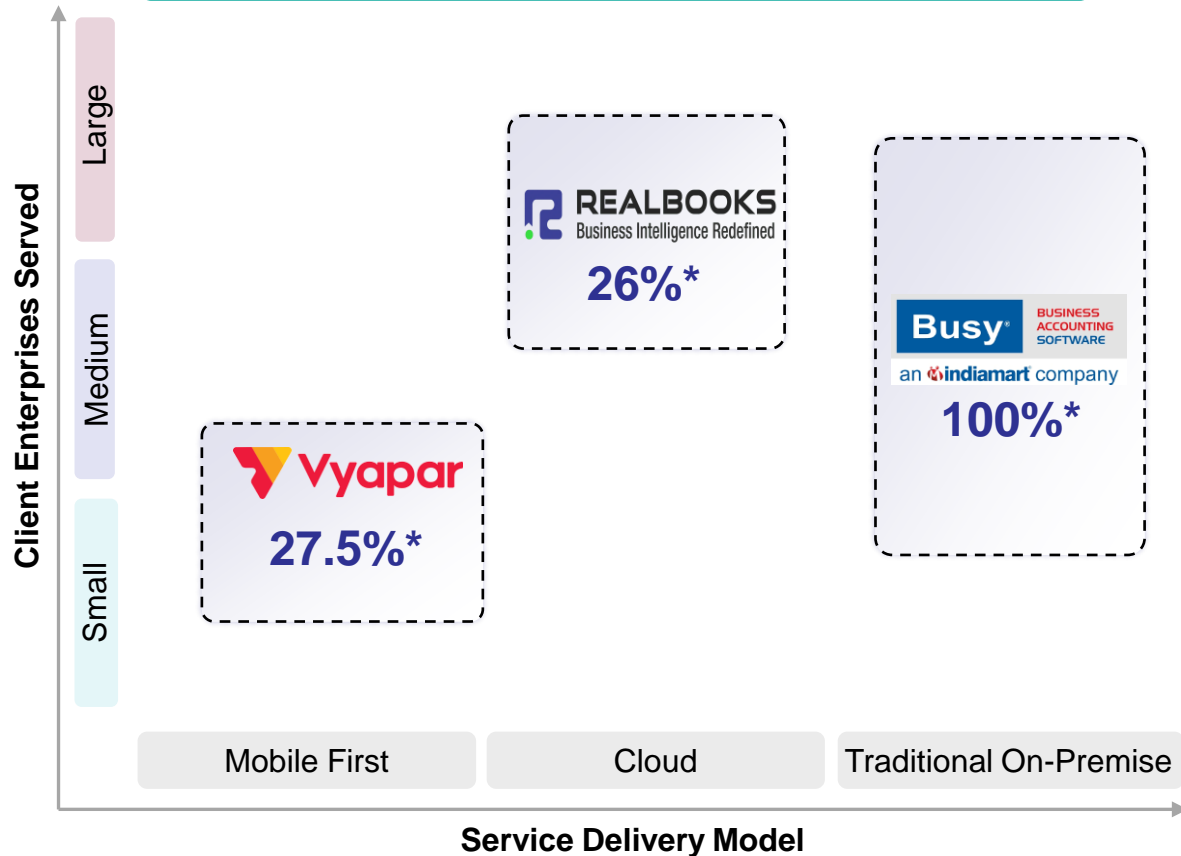 Client Enterprises Served
Large
Medium
Small
REALBOOKS
Business Intelligence Redefined
26%*
Busy®
BUSINESS
ACCOUNTING
SOFTWARE
an indiamart company
100%*
Vyapar
27.5%*
Mobile First
Cloud
Traditional On-Premise
Service Delivery Model